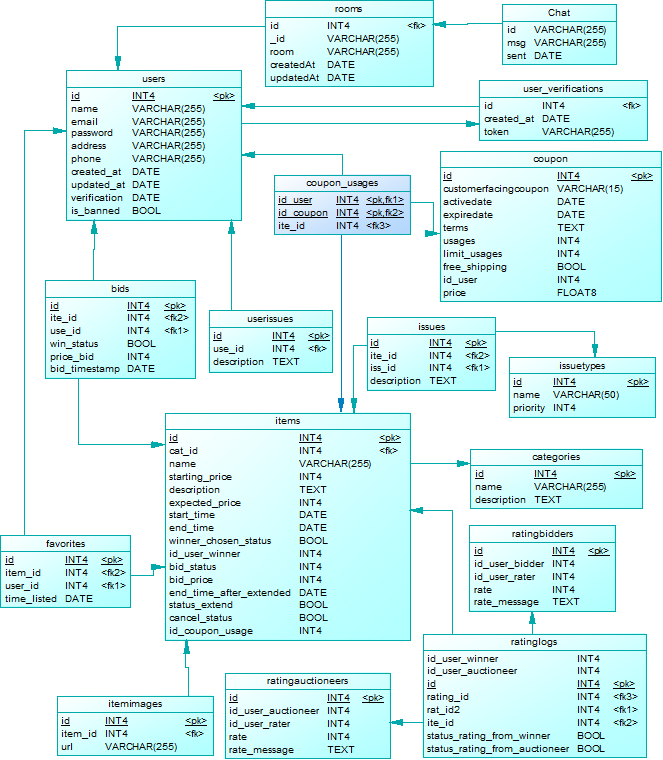 rooms
id INT4 <fk>
_id VARCHAR(255)
room VARCHAR(255)
createdAt DATE
updatedAt DATE
Chat
id VARCHAR(255)
msg VARCHAR(255)
sent DATE
users
id INT4 <pk>
name VARCHAR(255)
email VARCHAR(255)
password VARCHAR(255)
address VARCHAR(255)
phone VARCHAR(255)
created_at DATE
updated_at DATE
verification DATE
is_banned BOOL
user_verifications
id INT4 <fk>
created_at DATE
token VARCHAR(255)
coupon_usages
id_user INT4 <pk,fk1>
id_coupon INT4 <pk,fk2>
ite_id INT4 <fk3>
coupon
id INT4 <pk>
customerfacingcoupon VARCHAR(15)
activedate DATE
expiredate DATE
terms TEXT
usages INT4
limit_usages INT4
free_shipping BOOL
id_user INT4
price FLOAT8
bids
id INT4 <pk>
ite_id INT4 <fk2>
use_id INT4 <fk1>
win_status BOOL
price_bid INT4
bid_timestamp DATE
userissues
id INT4 <pk>
use_id INT4 <fk>
description TEXT
issues
id INT4 <pk>
ite_id INT4 <fk2>
iss_id INT4 <fk1>
description TEXT
issuetypes
id INT4 <pk>
name VARCHAR(50)
priority INT4
items
id INT4 <pk>
cat_id INT4 <fk>
name VARCHAR(255)
starting_price INT4
description TEXT
expected_price INT4
start_time DATE
end_time DATE
winner_chosen_status BOOL
id_user_winner INT4
bid_status INT4
bid_price INT4
end_time_after_extended DATE
status_extend BOOL
cancel_status BOOL
id_coupon_usage INT4
categories
id INT4 <pk>
name VARCHAR(255)
description TEXT
favorites
id INT4 <pk>
item_id INT4 <fk2>
user_id INT4 <fk1>
time_listed DATE
ratingbidders
id INT4 <pk>
id_user_bidder INT4
id_user_rater INT4
rate INT4
rate_message TEXT
ratinglogs
id_user_winner INT4
id_user_auctioneer INT4
id INT4 <pk>
rating_id INT4 <fk3>
rat_id2 INT4 <fk1>
ite_id INT4 <fk2>
status_rating_from_winner BOOL
status_rating_from_auctioneer BOOL
itemimages
id INT4 <pk>
item_id INT4 <fk>
url VARCHAR(255)
ratingauctioneers
id INT4 <pk>
id_user_auctioneer INT4
id_user_rater INT4
rate INT4
rate_message TEXT